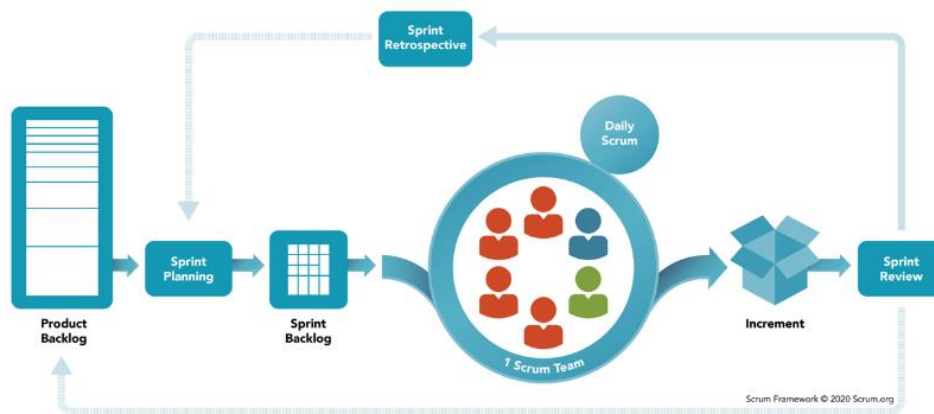 Sprint
Retrospective
Daily
Scrum
Sprint
Planning
Sprint
Review
Product
Backlog
Sprint
Backlog
1 Scrum Team
Increment
Scrum Framework © 2020 Scrum.org